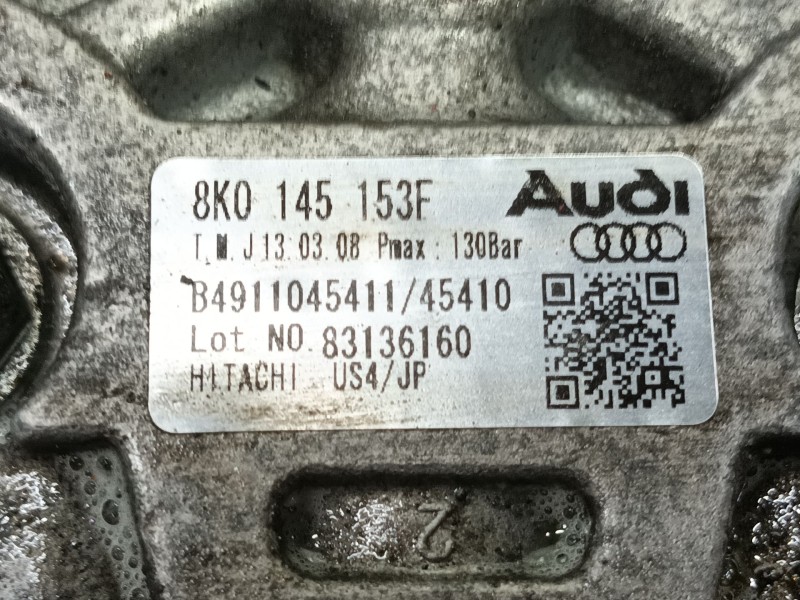 8K0 145 153F
AUDI
T.M.J 13.03.08 Pmax : 130Bar
B4911045411/45410
Lot NO. 83136160
HITACHI US4/JP
2